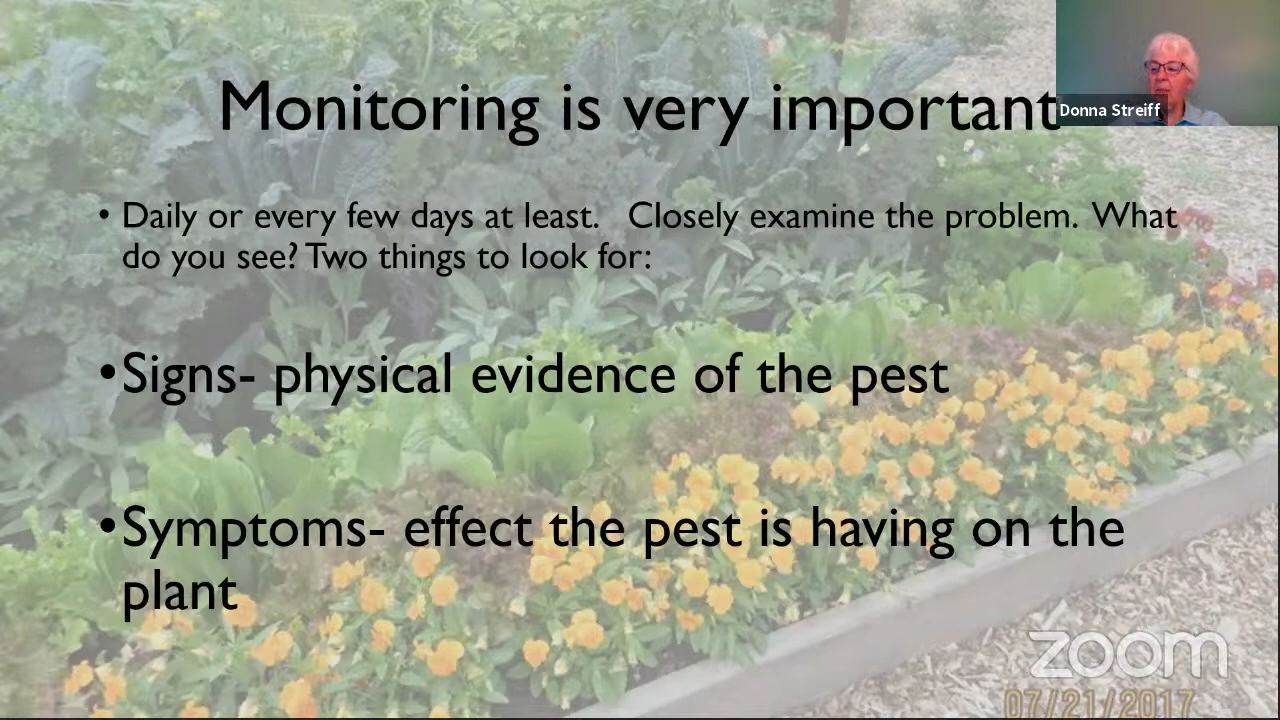 Monitoring is very important
Donna Streiff
• Daily or every few days at least. Closely examine the problem. What
do you see? Two things to look for:
•Signs- physical evidence of the pest
•Symptoms- effect the pest is having on the
plant
zoom
07/21/2017